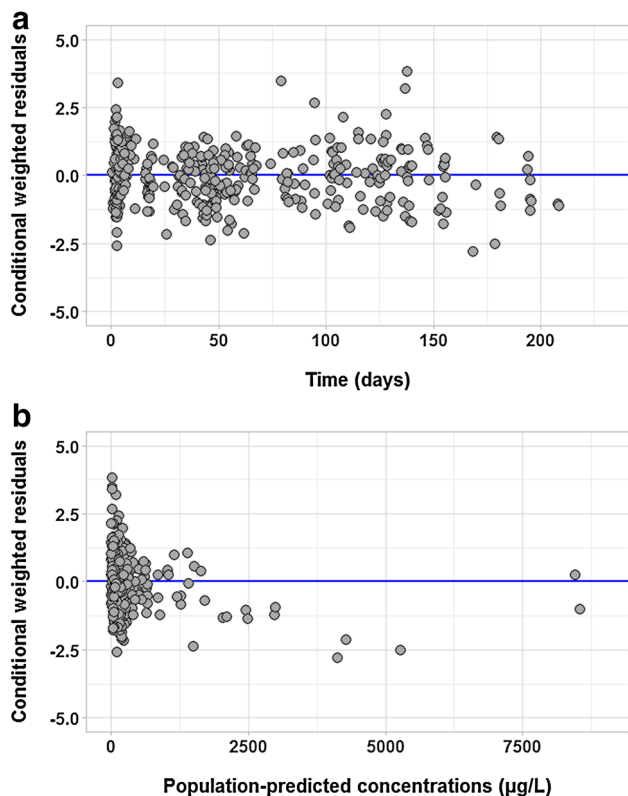 a
Conditional weighted residuals
5.0
2.5
0.0
-2.5
-5.0
0 50 100 150 200
Time (days)
b
Conditional weighted residuals
5.0
2.5
0.0
-2.5
-5.0
0 2500 5000 7500
Population-predicted concentrations (µg/L)